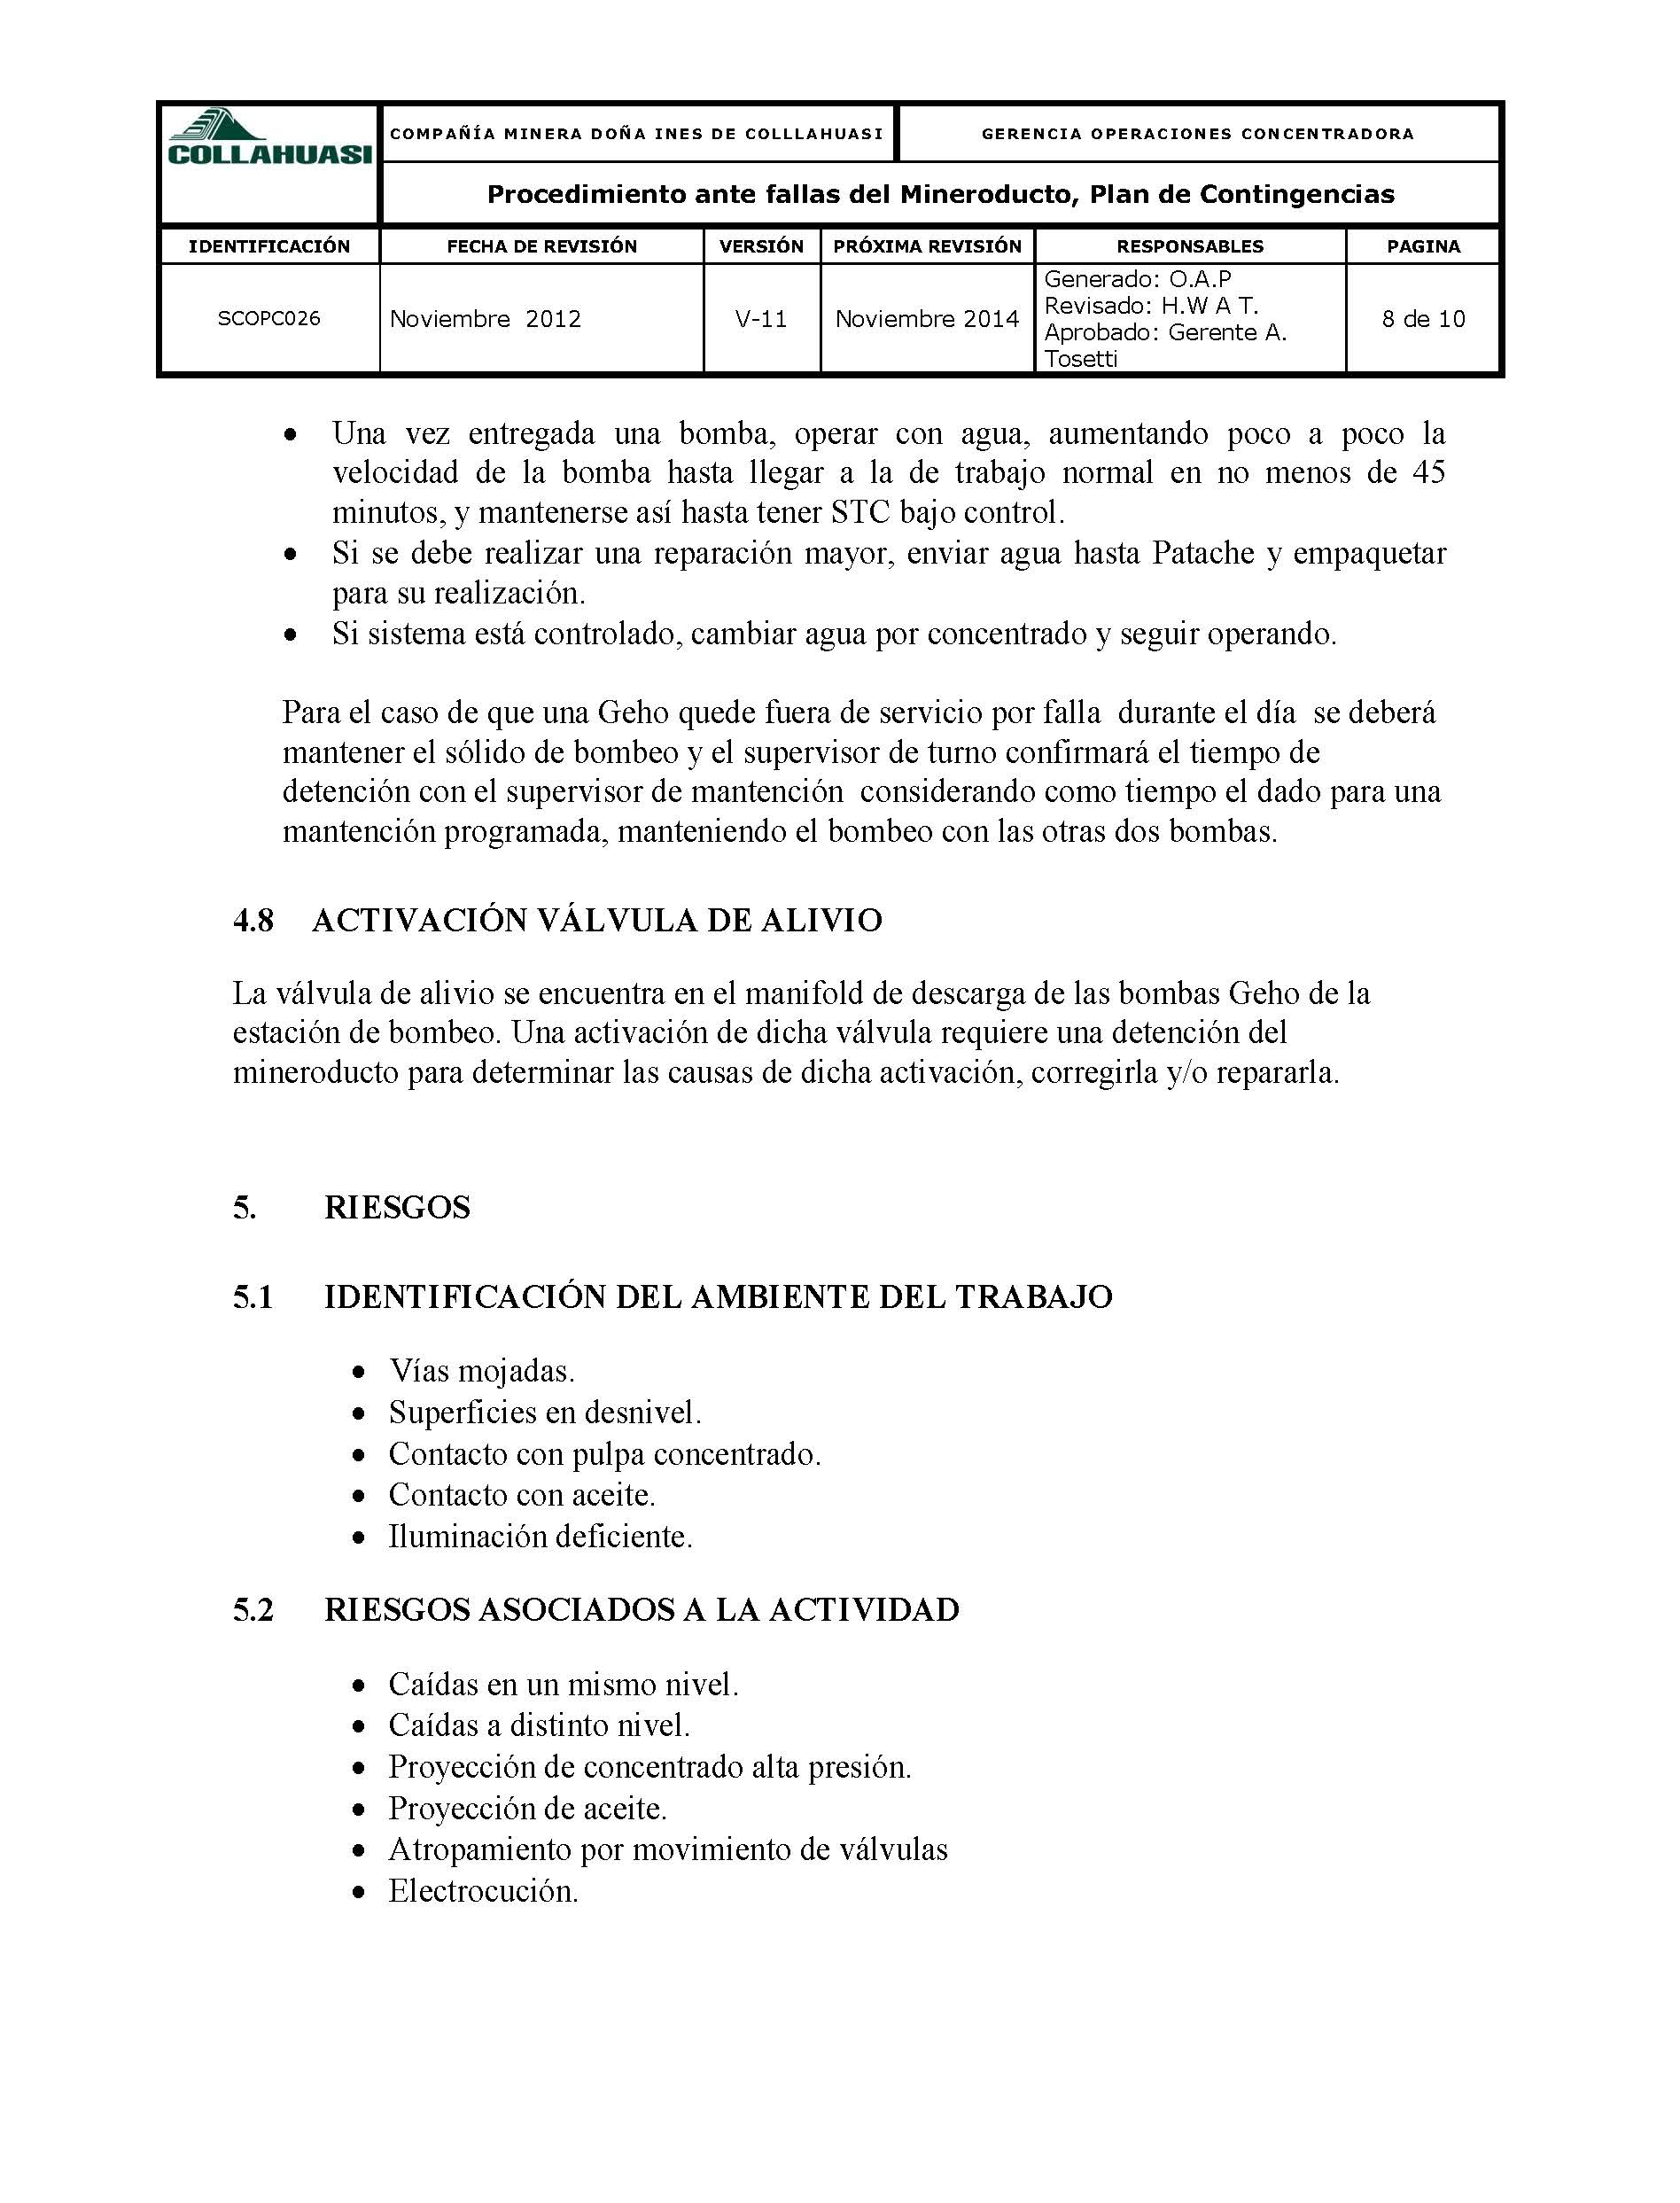 COLLAHUASI
COMPAÑÍA MINERA DOÑA INES DE COLLLAHUASI
GERENCIA OPERACIONES CONCENTRADORA
Procedimiento ante fallas del Mineroducto, Plan de Contingencias
IDENTIFICACIÓN FECHA DE REVISIÓN VERSIÓN PRÓXIMA REVISIÓN RESPONSABLES PAGINA
SCOPC026 Noviembre 2012 V-11 Noviembre 2014
Generado: O.A.P
Revisado: H.W A T.
Aprobado: Gerente A.
Tosetti
8 de 10
• Una vez entregada una bomba, operar con agua, aumentando poco a poco la
velocidad de la bomba hasta llegar a la de trabajo normal en no menos de 45
minutos, y mantenerse así hasta tener STC bajo control.
• Si se debe realizar una reparación mayor, enviar agua hasta Patache y empaquetar
para su realización.
• Si sistema está controlado, cambiar agua por concentrado y seguir operando.
Para el caso de que una Geho quede fuera de servicio por falla durante el día se deberá
mantener el sólido de bombeo y el supervisor de turno confirmará el tiempo de
detención con el supervisor de mantención considerando como tiempo el dado para una
mantención programada, manteniendo el bombeo con las otras dos bombas.
4.8 ACTIVACIÓN VÁLVULA DE ALIVIO
La válvula de alivio se encuentra en el manifold de descarga de las bombas Geho de la
estación de bombeo. Una activación de dicha válvula requiere una detención del
mineroducto para determinar las causas de dicha activación, corregirla y/o repararla.
5. RIESGOS
5.1 IDENTIFICACIÓN DEL AMBIENTE DEL TRABAJO
• Vías mojadas.
• Superficies en desnivel.
• Contacto con pulpa concentrado.
• Contacto con aceite.
• Iluminación deficiente.
5.2 RIESGOS ASOCIADOS A LA ACTIVIDAD
• Caídas en un mismo nivel.
• Caídas a distinto nivel.
• Proyección de concentrado alta presión.
• Proyección de aceite.
• Atropamiento por movimiento de válvulas
• Electrocución.